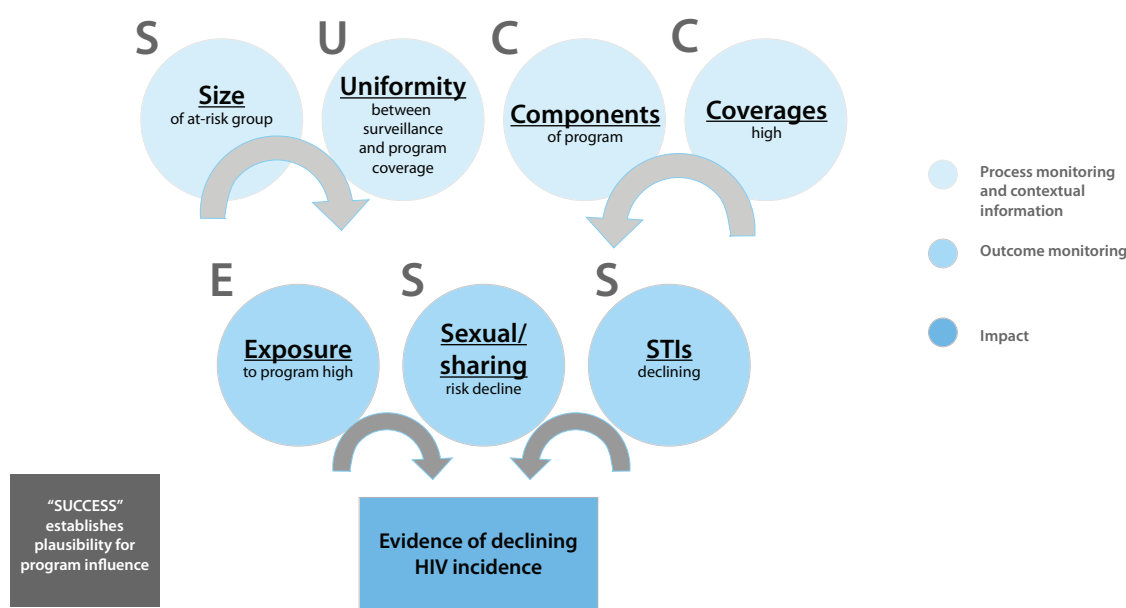 S
U
C
C
Size
of at-risk group
Uniformity
between
surveillance
and program
coverage
Components
of program
Coverages
high
Process monitoring
and contextual
information
Outcome monitoring
Impact
E
S
S
Exposure
to program high
Sexual/
sharing
risk decline
STIs
declining
“SUCCESS”
establishes
plausibility for
program influence
Evidence of declining
HIV incidence